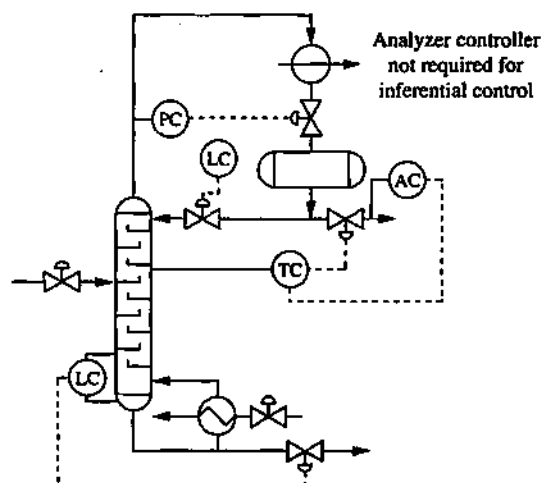 Analyzer controller
not required for
inferential control
PC
LC
AC
TC
LC